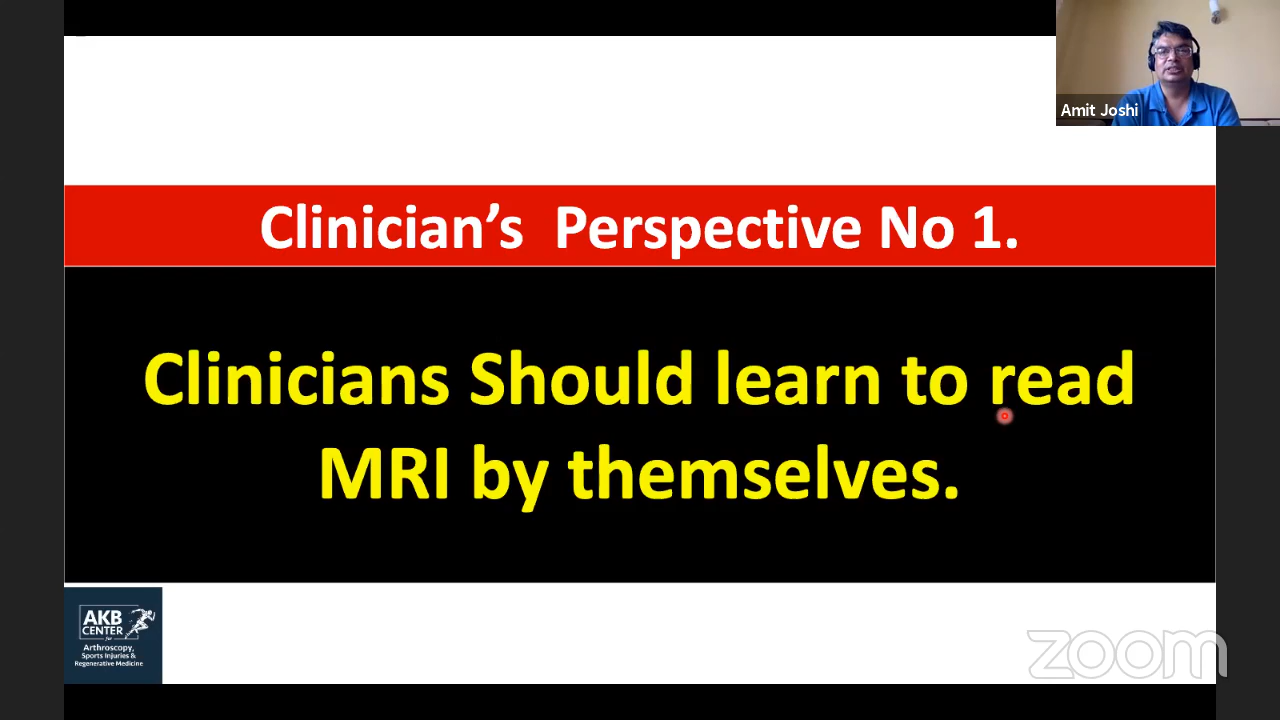 Amit Joshi
Clinician’s  Perspective No 1.
Clinicians Should learn to read
MRI by themselves.
AKB
CENTER
for
Arthroscopy,
Sports Injuries &
Regenerative Medicine
zoom